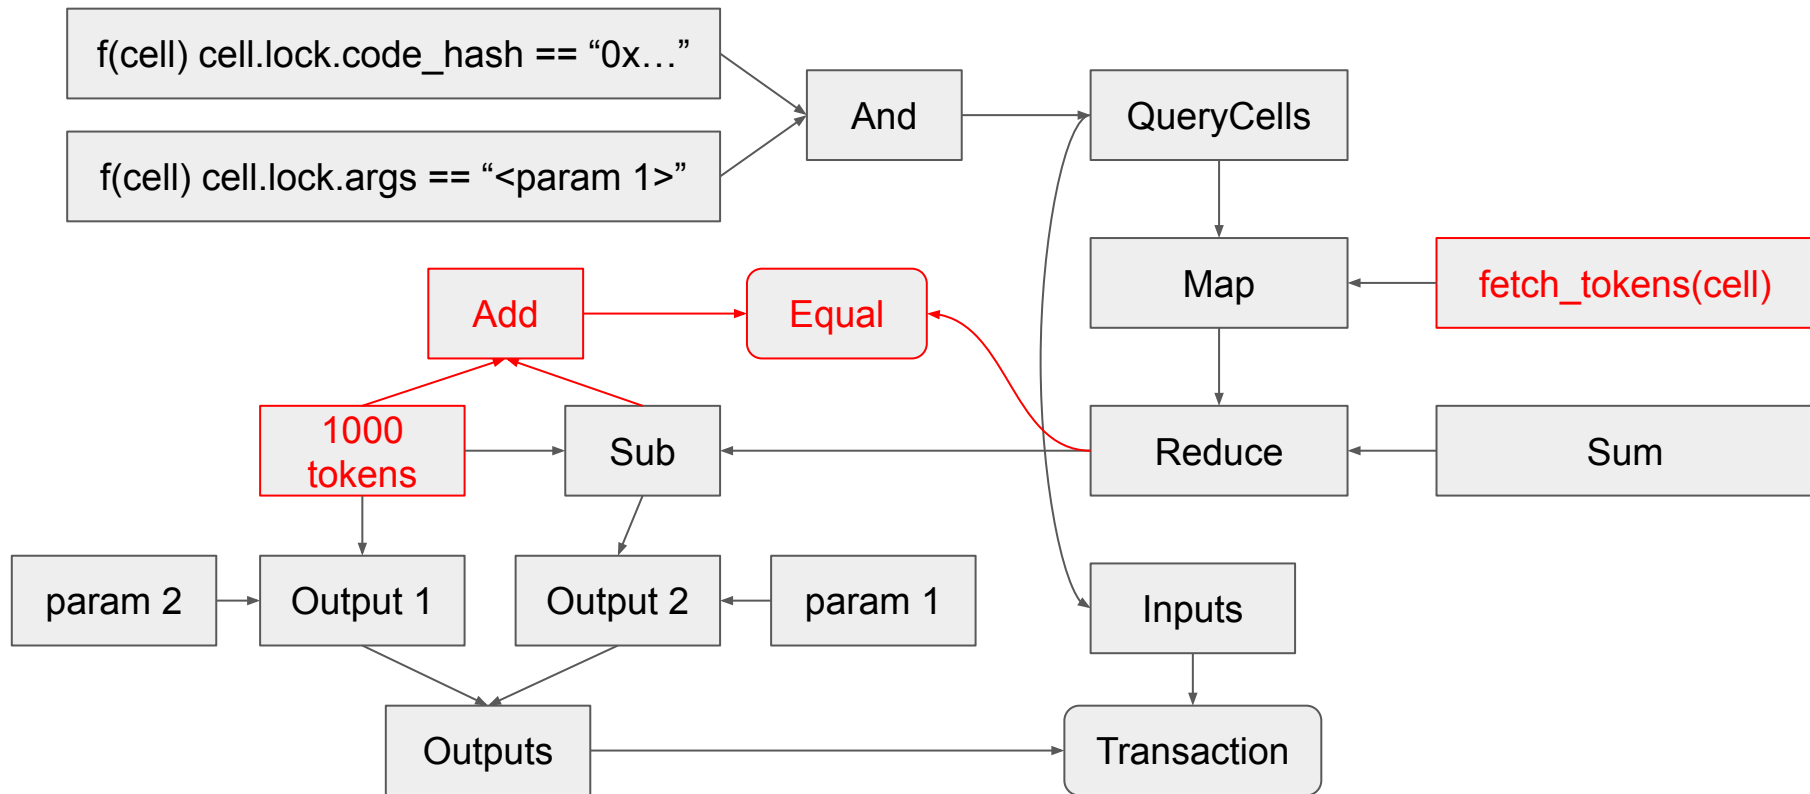 f(cell) cell.lock.code_hash == “0x…”
And
QueryCells
f(cell) cell.lock.args == “<param 1>”
Add
Equal
Map
fetch_tokens(cell)
1000
tokens
Sub
Reduce
Sum
param 2
Output 1
Output 2
param 1
Inputs
Outputs
Transaction